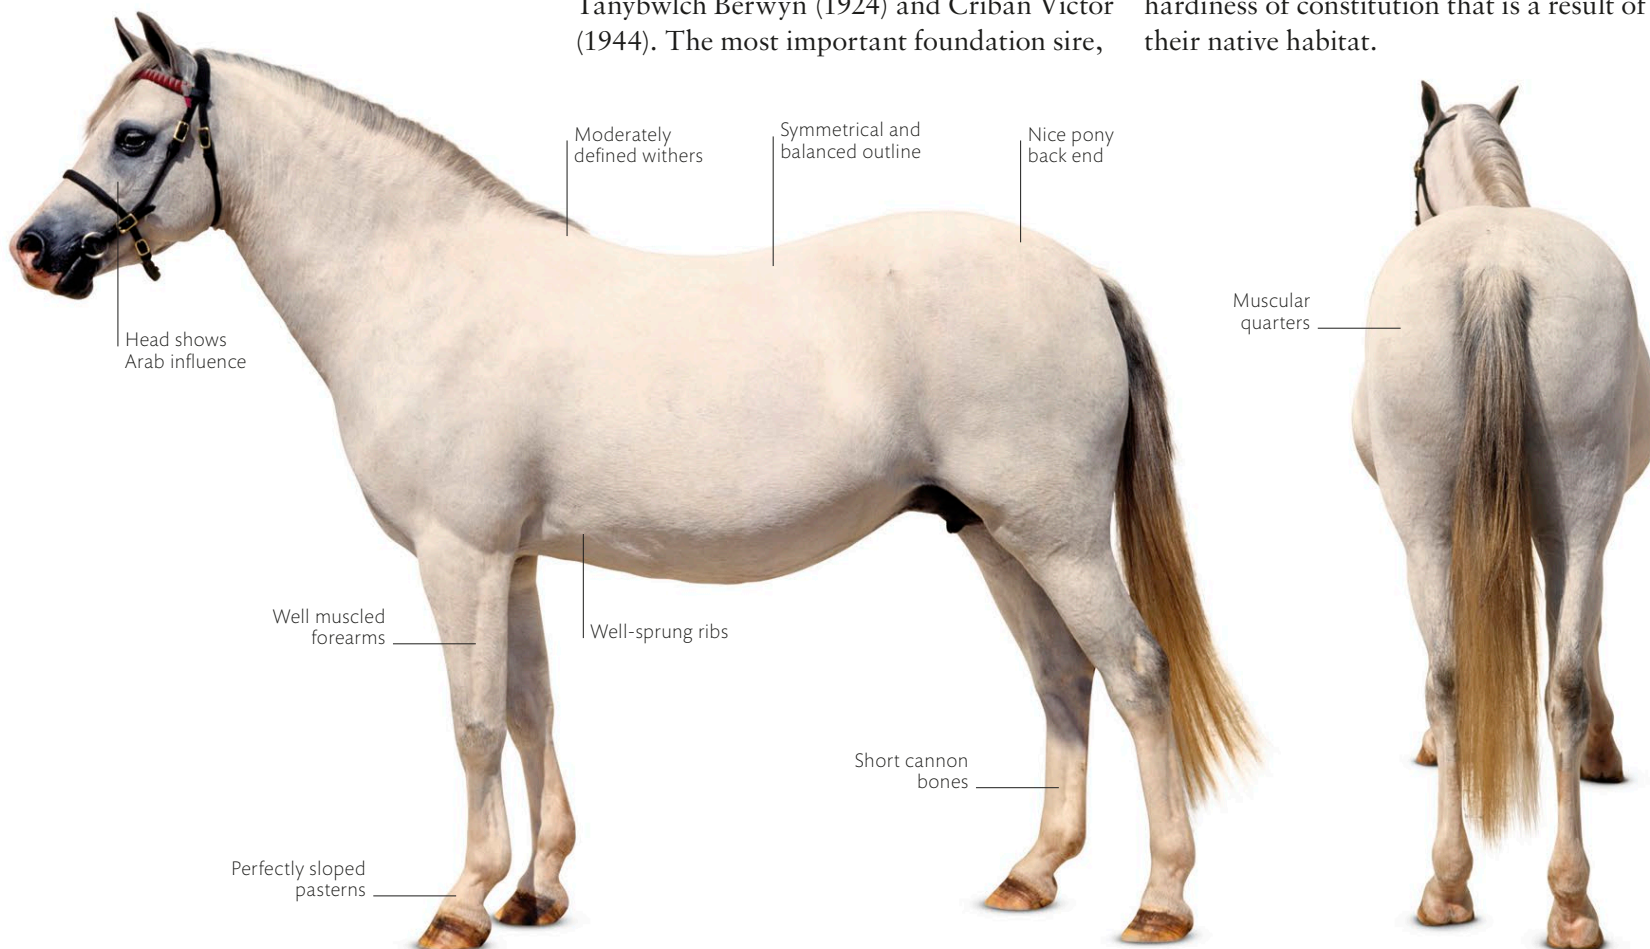 Tanybwlch Berwyn (1924) and Criban Victor
(1944). The most important foundation sire,
hardiness of constitution that is a result of
their native habitat.
Moderately
defined withers
Symmetrical and
balanced outline
Nice pony
back end
Head shows
Arab influence
Muscular
quarters
Well muscled
forearms
Well-sprung ribs
Short cannon
bones
Perfectly sloped
pasterns